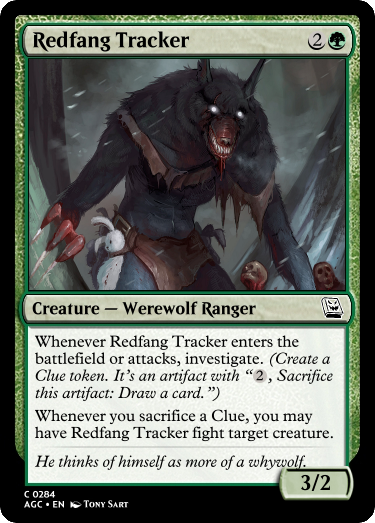 Redfang Tracker 2
Creature — Werewolf Ranger
Whenever Redfang Tracker enters the
battlefield or attacks, investigate. (Create a
Clue token. It's an artifact with “2, Sacrifice
this artifact: Draw a card.”)
Whenever you sacrifice a Clue, you may
have Redfang Tracker fight target creature.
He thinks of himself as more of a whywolf.
3/2
C 0284
AGC • EN Tony Sart